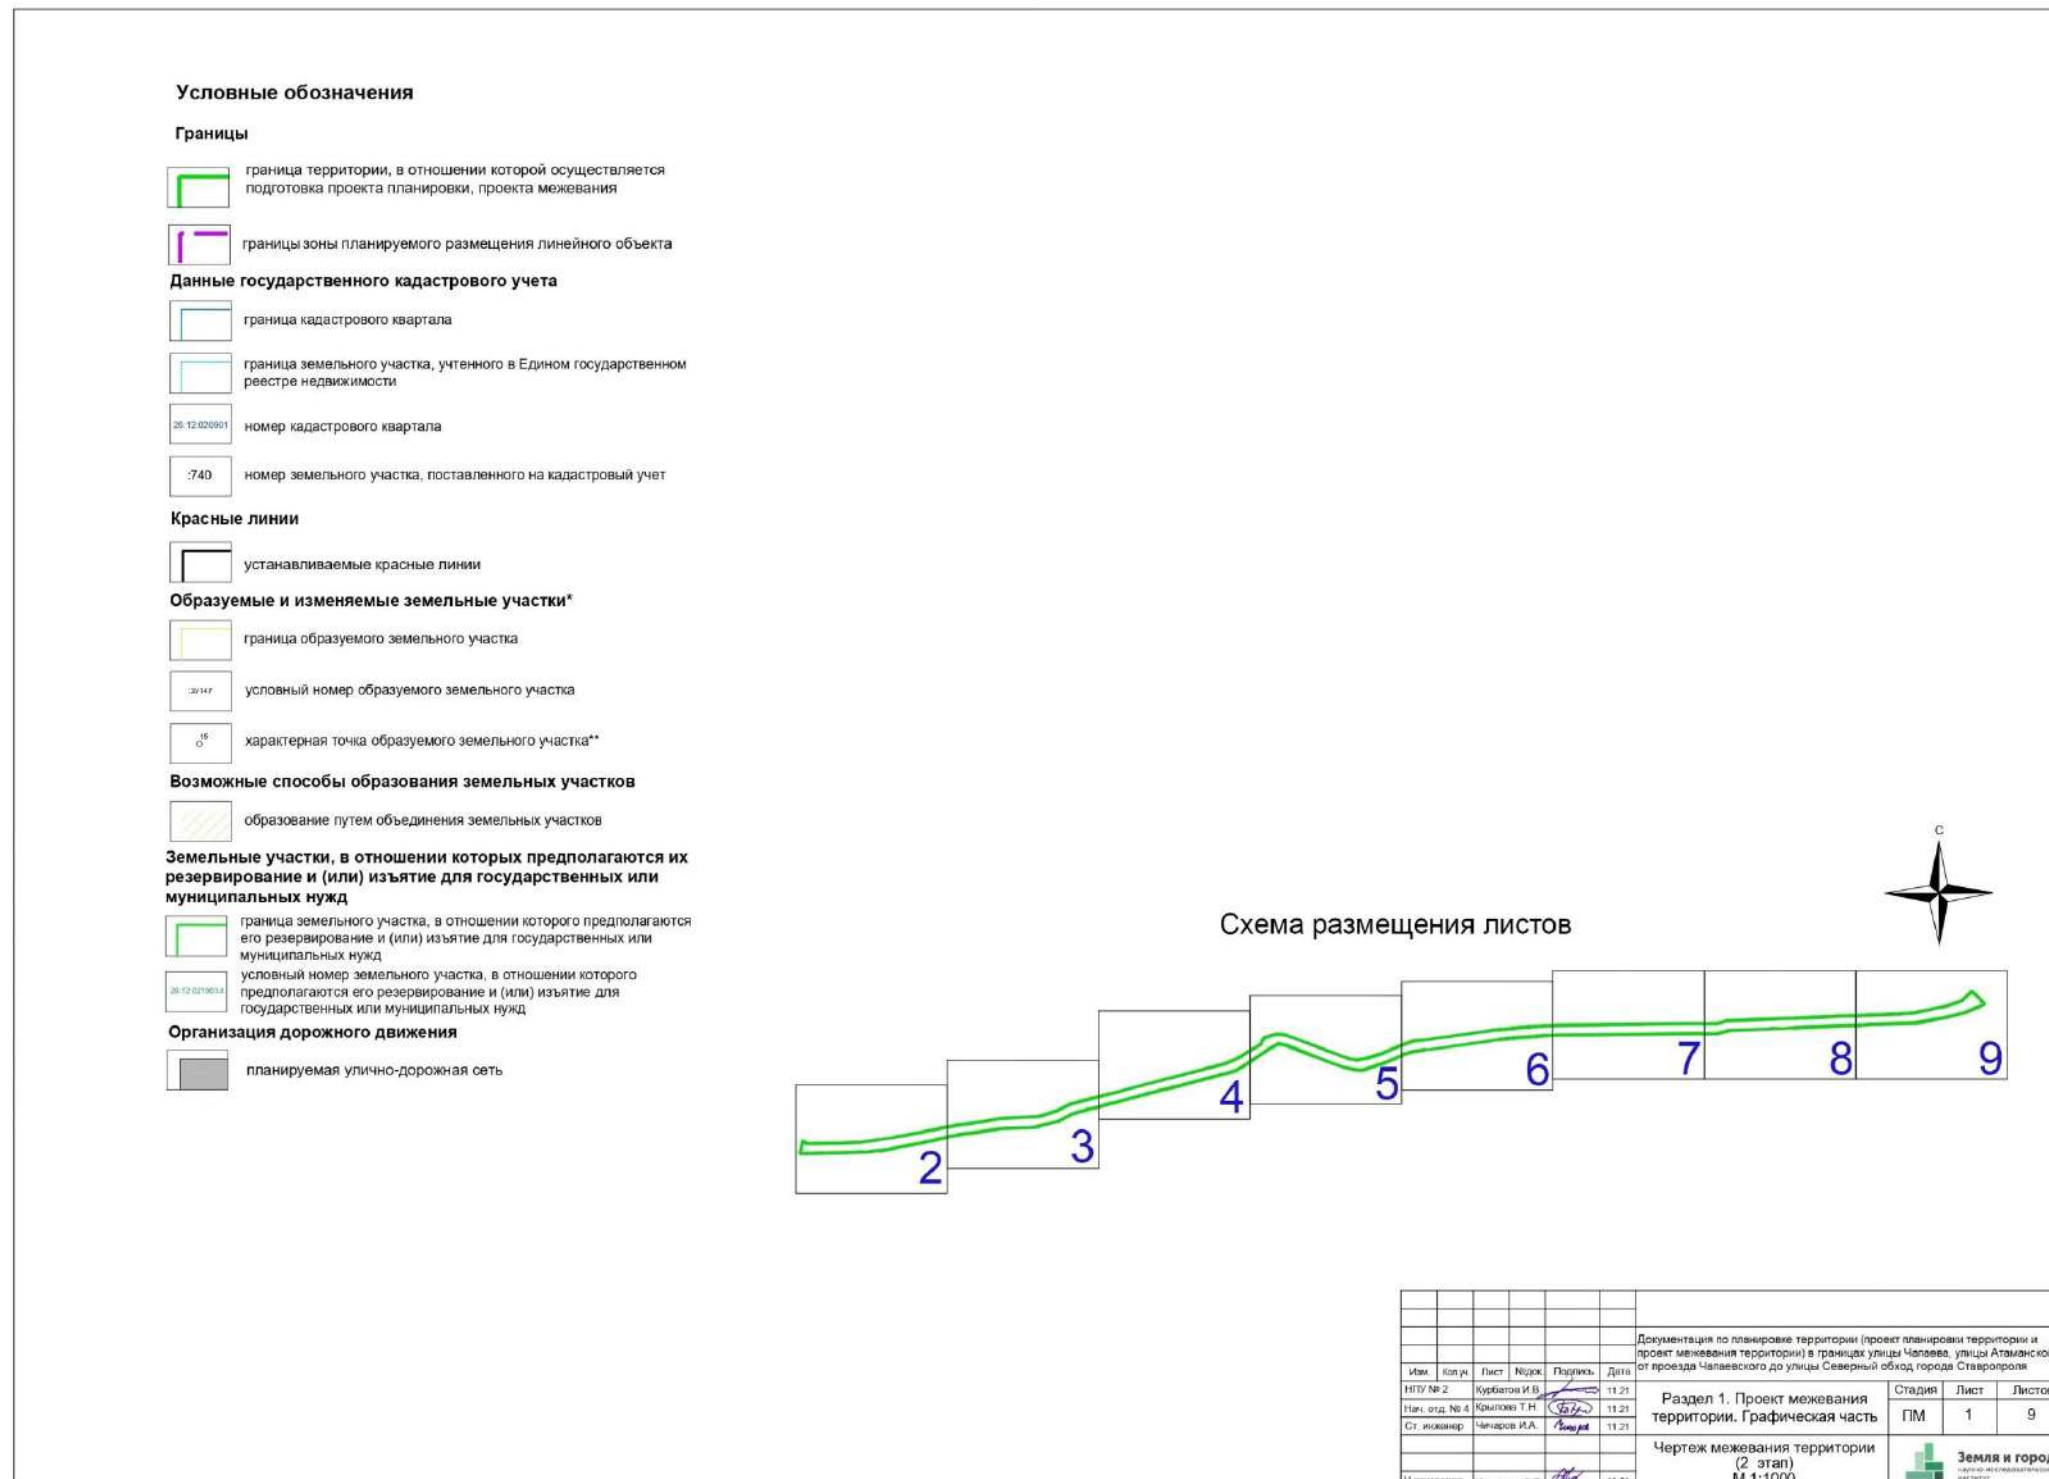 Условные обозначения
Границы
граница территории, в отношении которой осуществляется
подготовка проекта планировки, проекта межевания
границы зоны планируемого размещения линейного объекта
Данные государственного кадастрового учета
граница кадастрового квартала
граница земельного участка, учтенного в Едином государственном
реестре недвижимости
26:12:020901
номер кадастрового квартала
:740
номер земельного участка, поставленного на кадастровый учет
Красные линии
устанавливаемые красные линии
Образуемые и изменяемые земельные участки*
граница образуемого земельного участка
условный номер образуемого земельного участка
15
характерная точка образуемого земельного участка**
Возможные способы образования земельных участков
образование путем объединения земельных участков
Земельные участки, в отношении которых предполагаются их
резервирование и (или) изъятие для государственных или
муниципальных нужд
граница земельного участка, в отношении которого предполагаются
его резервирование и (или) изъятие для государственных или
муниципальных нужд
условный номер земельного участка, в отношении которого
предполагаются его резервирование и (или) изъятие для
государственных или муниципальных нужд
Организация дорожного движения
планируемая улично-дорожная сеть
С
Схема размещения листов
2
3
4
5
6
7
8
9
Документация по планировке территории (проект планировки территории и
проект межевания территории) в границах улицы Чапаева, улицы Атаманско
от проезда Чапаевского до улицы Северный обход города Ставрополя
Изм. Кол.уч. Лист №док. Подпись Дата
НПУ № 2 Курбатов И.В. 11.21
Нач. отд. № 4 Крылова Т.Н. 11.21
Ст. инженер Чичаров И.А. 11.21
Раздел 1. Проект межевания
территории. Графическая часть
Стадия Лист Листов
ПМ 1 9
Чертеж межевания территории
(2 этап)
М 1:1000
Земля и город